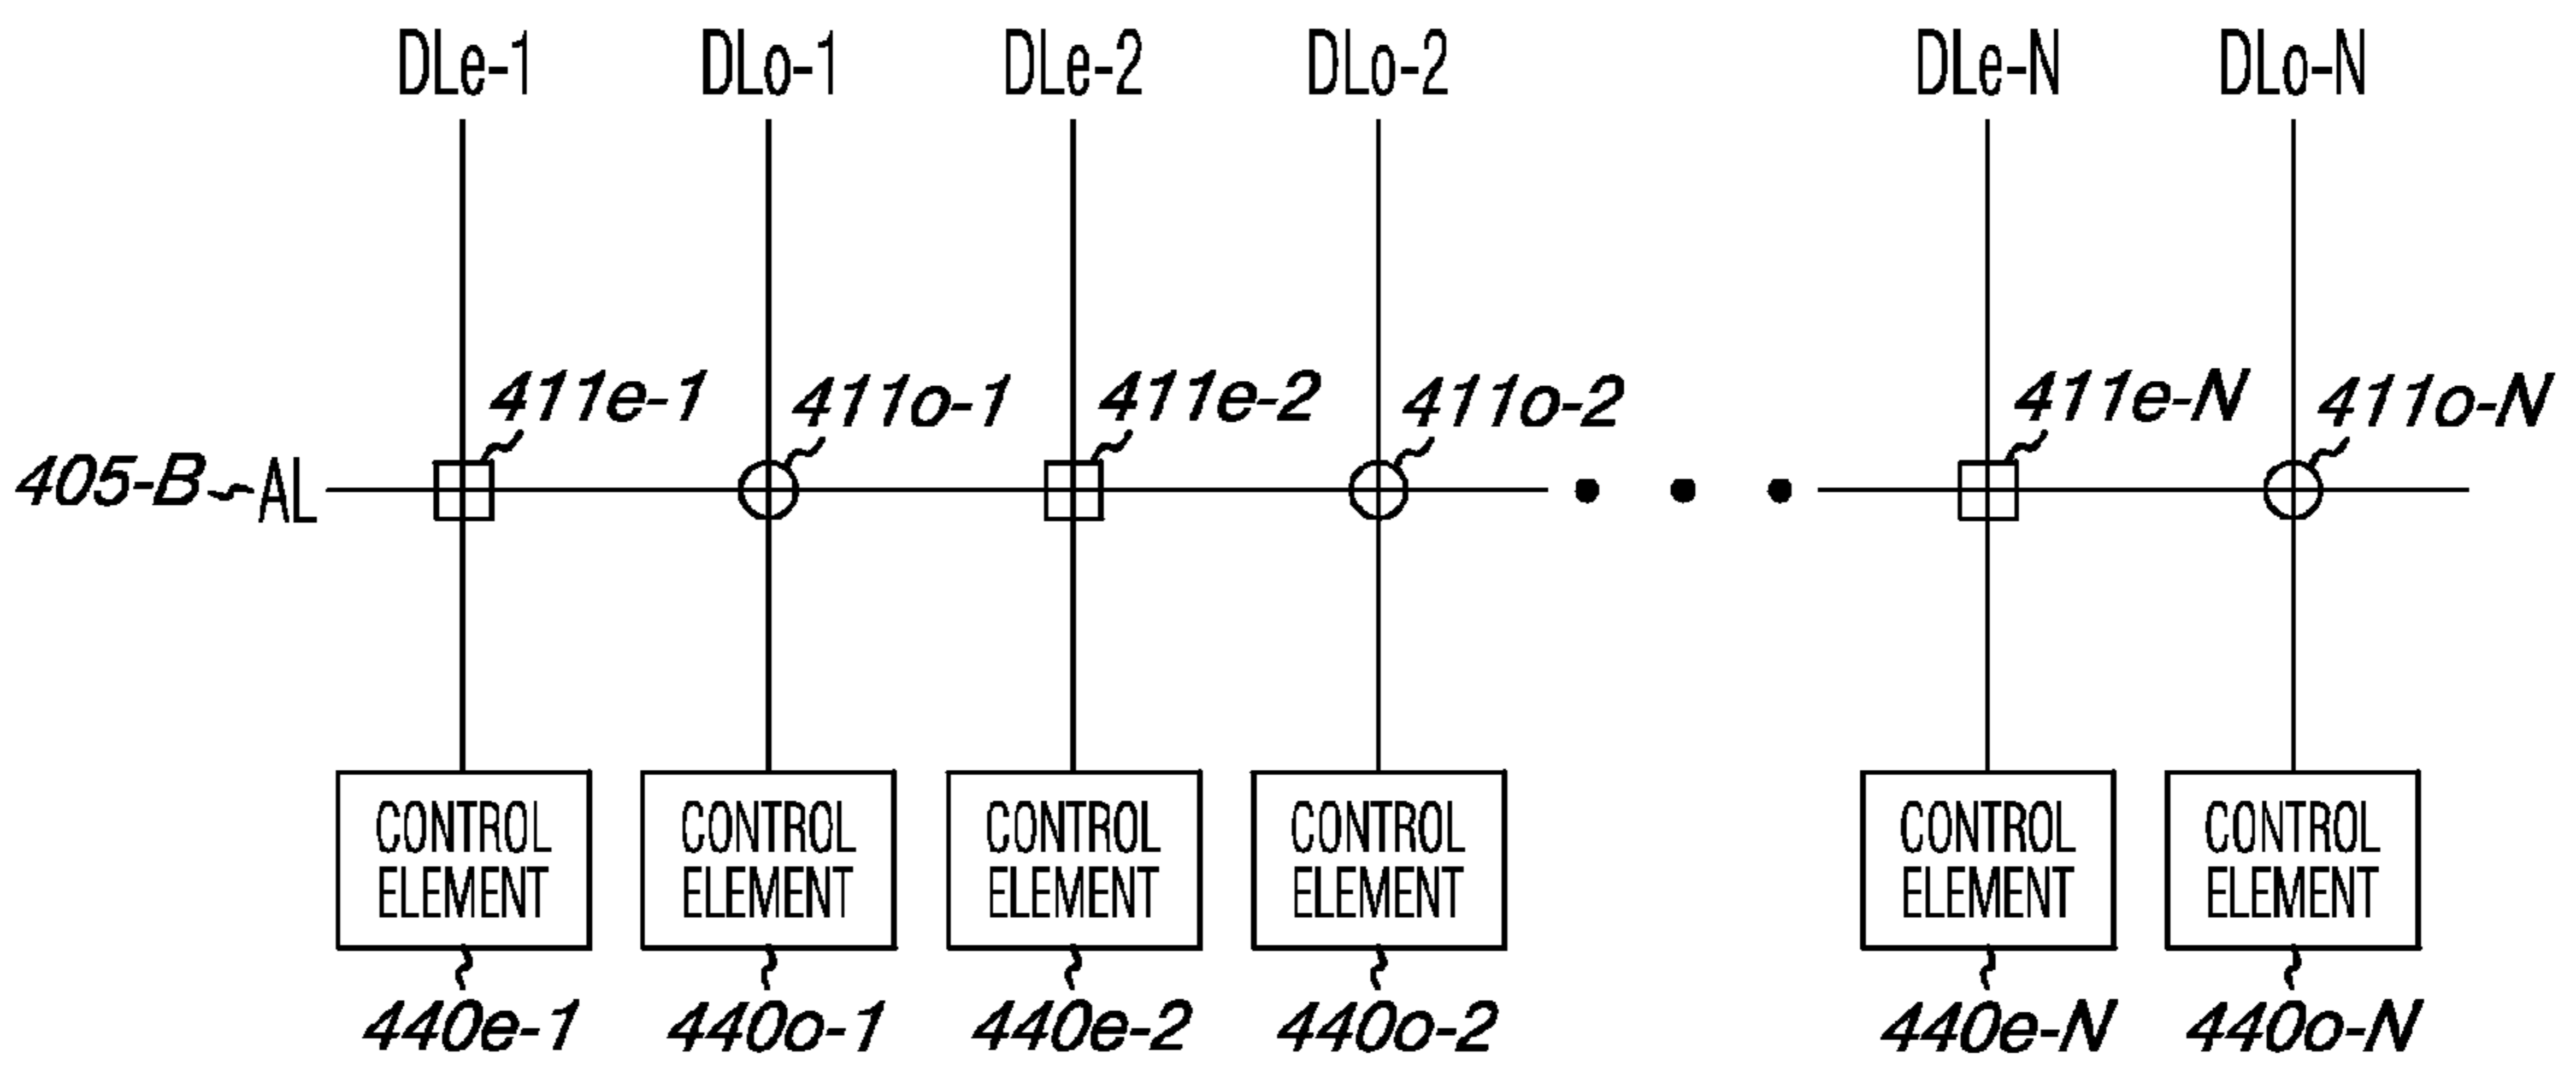 DLe-1 DLo-1 DLe-2 DLo-2 DLe-N DLo-N
411e-1 411o-1 411e-2 411o-2 411e-N 411o-N
405-B AL
CONTROL CONTROL CONTROL CONTROL CONTROL CONTROL
ELEMENT ELEMENT ELEMENT ELEMENT ELEMENT ELEMENT
440e-1 440o-1 440e-2 440o-2 440e-N 440o-N